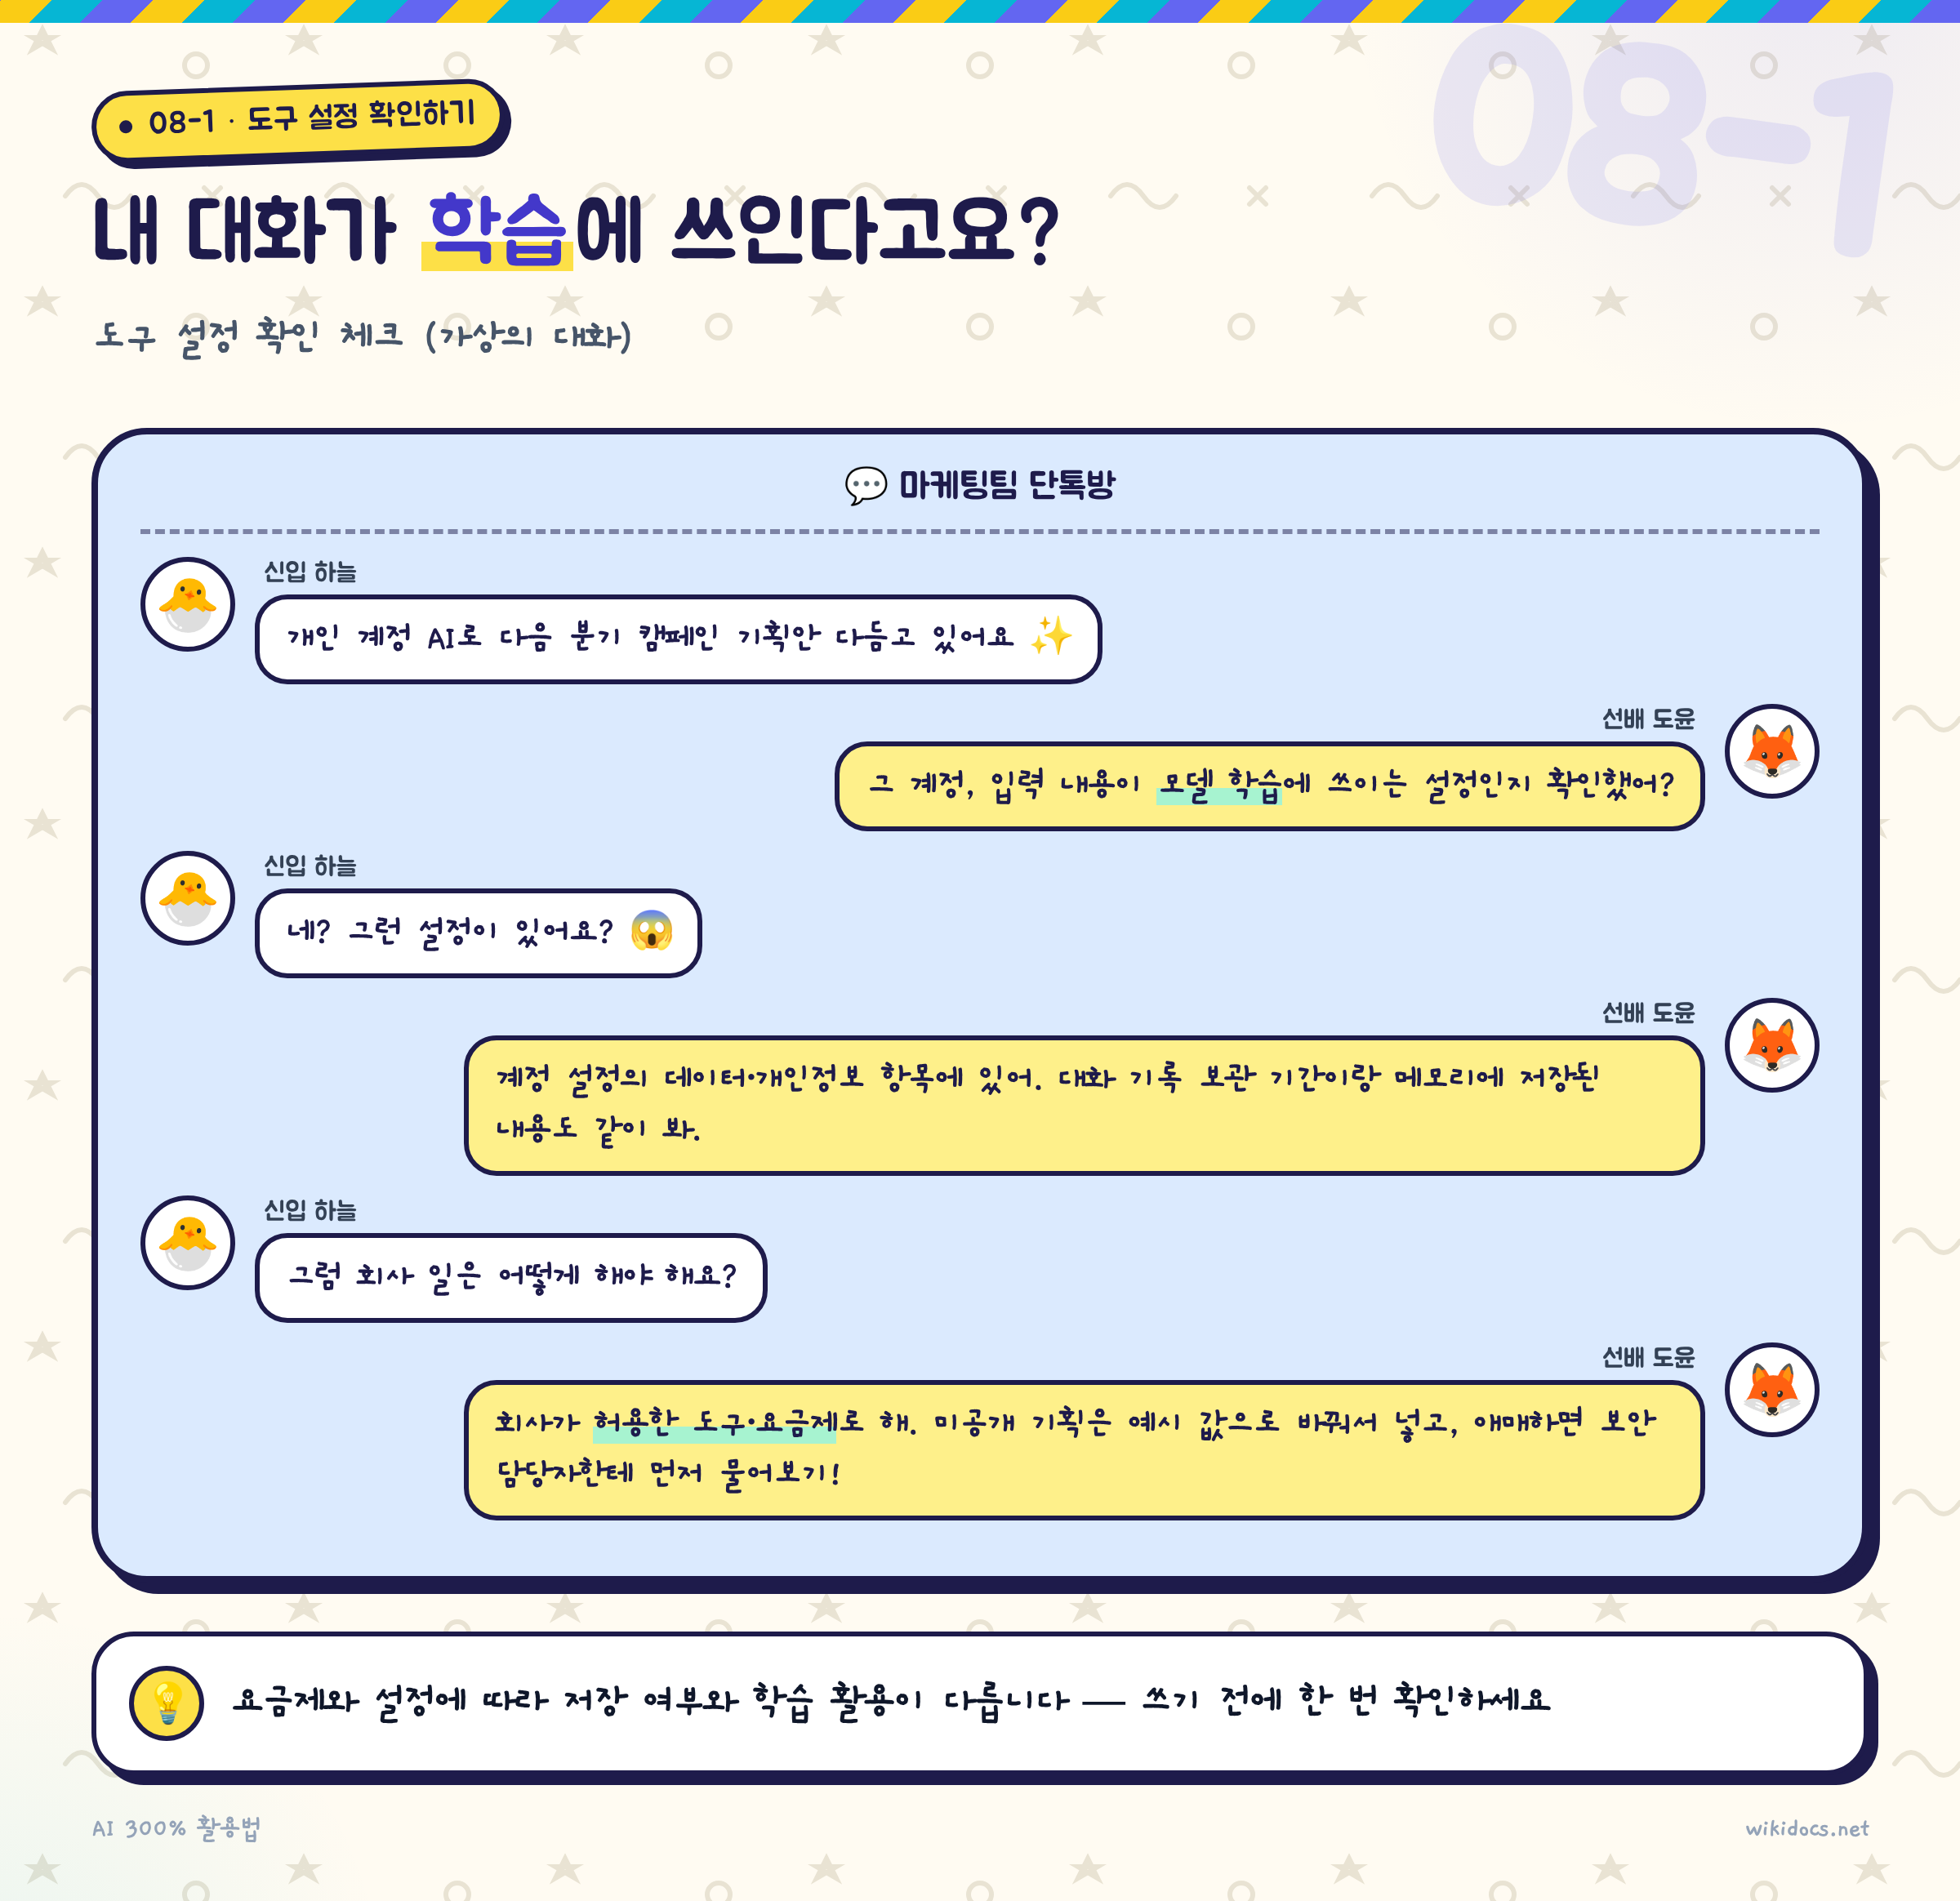 08-1
08-1 · 도구 설정 확인하기
내 대화가 학습에 쓰인다고요?
도구 설정 확인 체크 (가상의 대화)
💬 마케팅팀 단톡방
신입 하늘
개인 계정 AI로 다음 분기 캠페인 기획안 다듬고 있어요 ✨
선배 도윤
그 계정, 입력 내용이 모델 학습에 쓰이는 설정인지 확인했어?
신입 하늘
네? 그런 설정이 있어요? 😱
선배 도윤
계정 설정의 데이터·개인정보 항목에 있어. 대화 기록 보관 기간이랑 메모리에 저장된
내용도 같이 봐.
신입 하늘
그럼 회사 일은 어떻게 해야 해요?
선배 도윤
회사가 허용한 도구·요금제로 해. 미공개 기획은 예시 값으로 바꿔서 넣고, 애매하면 보안
담당자한테 먼저 물어보기!
요금제와 설정에 따라 저장 여부와 학습 활용이 다릅니다 — 쓰기 전에 한 번 확인하세요
AI 300% 활용법
wikidocs.net